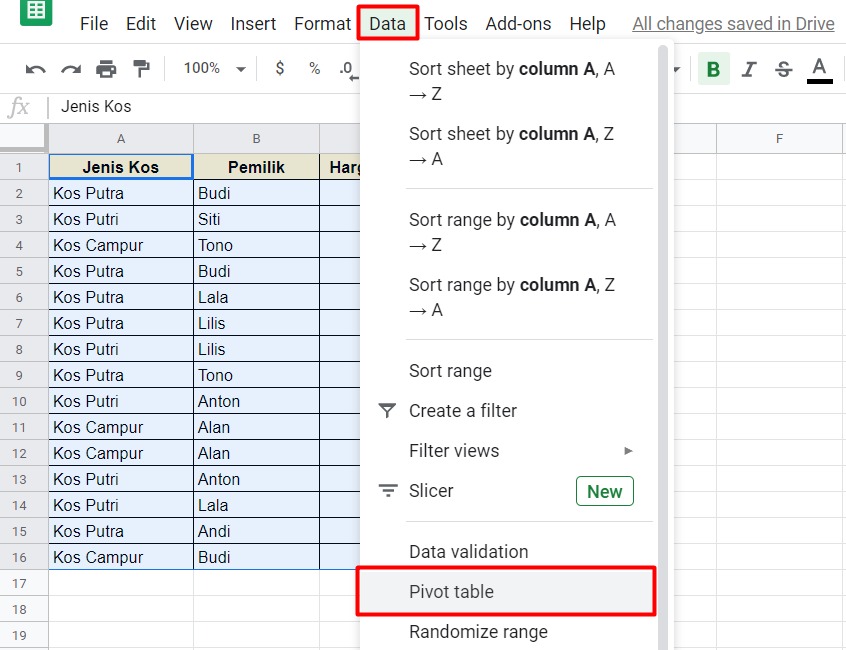 File Edit View Insert Format Data Tools Add-ons Help All changes saved in Drive
100% $ % .0 B I S A
fx Jenis Kos
A B F
1 Jenis Kos Pemilik Harg
2 Kos Putra Budi
3 Kos Putri Siti
4 Kos Campur Tono
5 Kos Putra Budi
6 Kos Putra Lala
7 Kos Putra Lilis
8 Kos Putri Lilis
9 Kos Putra Tono
10 Kos Putri Anton
11 Kos Campur Alan
12 Kos Campur Alan
13 Kos Putri Anton
14 Kos Putri Lala
15 Kos Putra Andi
16 Kos Campur Budi
17
18
19
Sort sheet by column A, A
→ Z
Sort sheet by column A, Z
→ A
Sort range by column A, A
→ Z
Sort range by column A, Z
→ A
Sort range
Create a filter
Filter views
Slicer New
Data validation
Pivot table
Randomize range